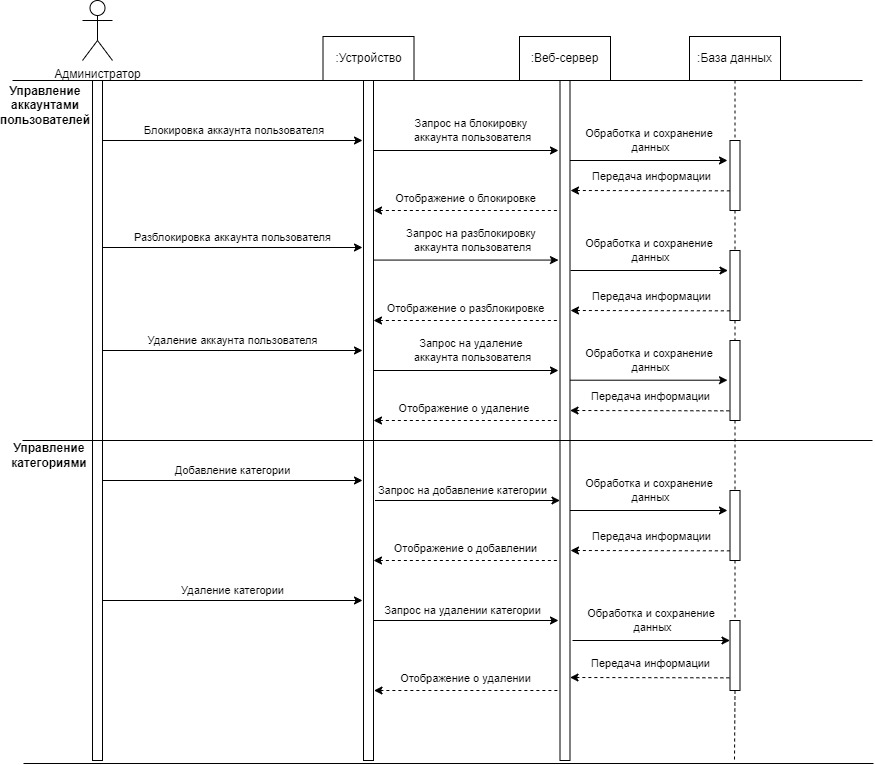 Администратор
:Устройство
:Веб-сервер
:База данных
Управление
аккаунтами
пользователей
Блокировка аккаунта пользователя
Запрос на блокировку
аккаунта пользователя
Обработка и сохранение
данных
Передача информации
Отображение о блокировке
Разблокировка аккаунта пользователя
Запрос на разблокировку
аккаунта пользователя
Обработка и сохранение
данных
Передача информации
Отображение о разблокировке
Удаление аккаунта пользователя
Запрос на удаление
аккаунта пользователя
Обработка и сохранение
данных
Передача информации
Отображение о удаление
Управление
категориями
Добавление категории
Запрос на добавление категории
Обработка и сохранение
данных
Передача информации
Отображение о добавлении
Удаление категории
Запрос на удалении категории
Обработка и сохранение
данных
Передача информации
Отображение о удалении